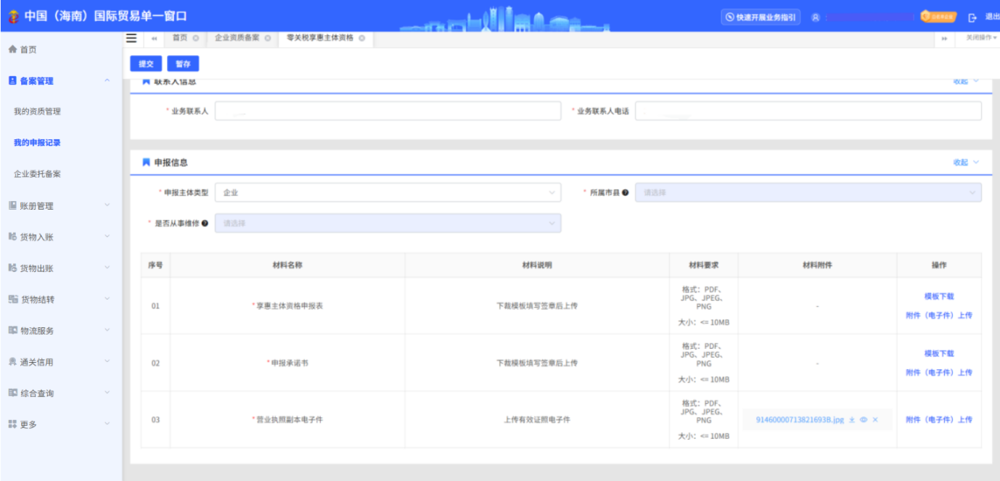 中国（海南）国际贸易单一窗口
快速开展业务指引
退出
首页
企业资质备案
零关税享惠主体资格
关闭操作
首页
备案管理
我的资质管理
我的申报记录
企业委托备案
账册管理
货物入账
货物出账
货物结转
物流服务
通关信用
综合查询
更多
提交 暂存
联系人信息 收起
* 业务联系人
* 业务联系人电话
申报信息 收起
* 申报主体类型 企业
* 所属市县 请选择
* 是否从事维修 请选择
序号 材料名称 材料说明 材料要求 材料附件 操作
01 *享惠主体资格申报表 下载模板填写签章后上传 格式：PDF、JPG、JPEG、PNG 大小：<= 10MB - 模板下载 附件（电子件）上传
02 *申报承诺书 下载模板填写签章后上传 格式：PDF、JPG、JPEG、PNG 大小：<= 10MB - 模板下载 附件（电子件）上传
03 *营业执照副本电子件 上传有效证照电子件 格式：PDF、JPG、JPEG、PNG 大小：<= 10MB 91460000713821693B.jpg 附件（电子件）上传